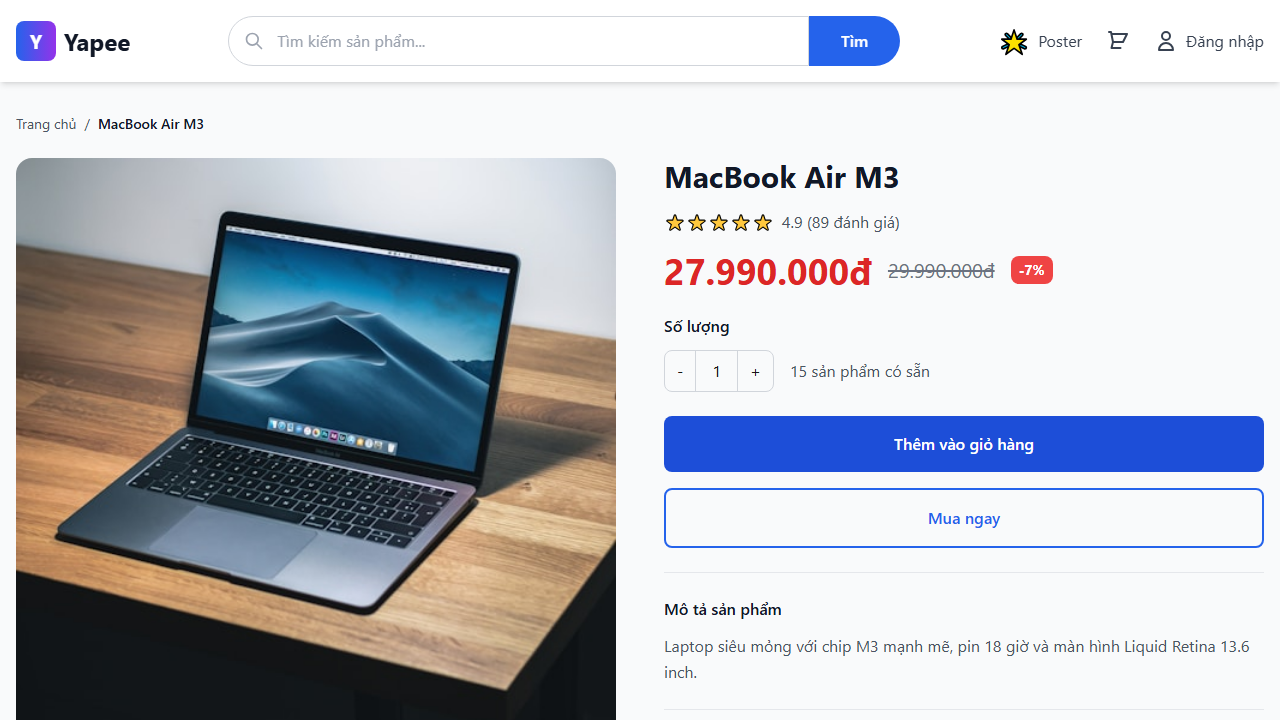 Y Yapee
Tìm kiếm sản phẩm...
Tìm
Poster
Đăng nhập
Trang chủ / MacBook Air M3
MacBook Air M3
4.9 (89 đánh giá)
27.990.000đ 29.990.000đ -7%
Số lượng
- 1 + 15 sản phẩm có sẵn
Thêm vào giỏ hàng
Mua ngay
Mô tả sản phẩm
Laptop siêu mỏng với chip M3 mạnh mẽ, pin 18 giờ và màn hình Liquid Retina 13.6
inch.